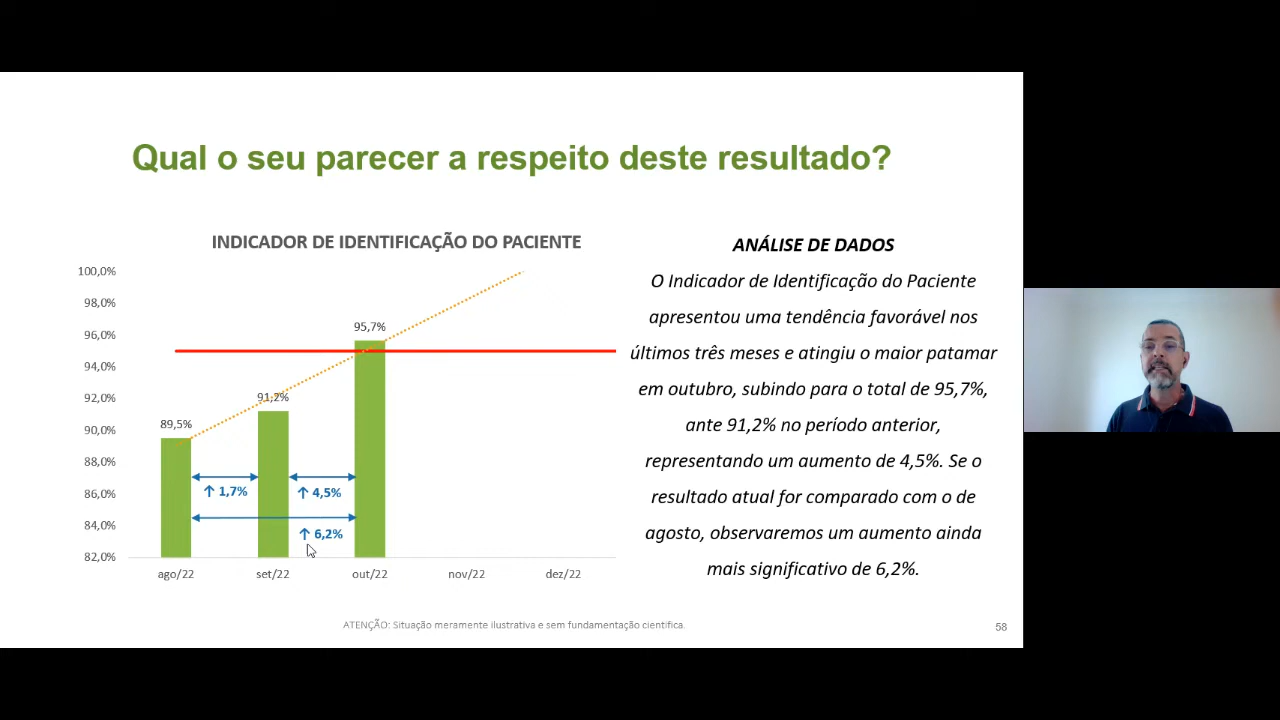 Qual o seu parecer a respeito deste resultado?
INDICADOR DE IDENTIFICAÇÃO DO PACIENTE
100,0%
98,0%
96,0%
94,0%
92,0%
90,0%
88,0%
86,0%
84,0%
82,0%
89,5%
91,2%
95,7%
↑ 1,7%
↑ 4,5%
↑ 6,2%
ago/22
set/22
out/22
nov/22
dez/22
ANÁLISE DE DADOS
O Indicador de Identificação do Paciente
apresentou uma tendência favorável nos
últimos três meses e atingiu o maior patamar
em outubro, subindo para o total de 95,7%,
ante 91,2% no período anterior,
representando um aumento de 4,5%. Se o
resultado atual for comparado com o de
agosto, observaremos um aumento ainda
mais significativo de 6,2%.
ATENÇÃO: Situação meramente ilustrativa e sem fundamentação científica.
58